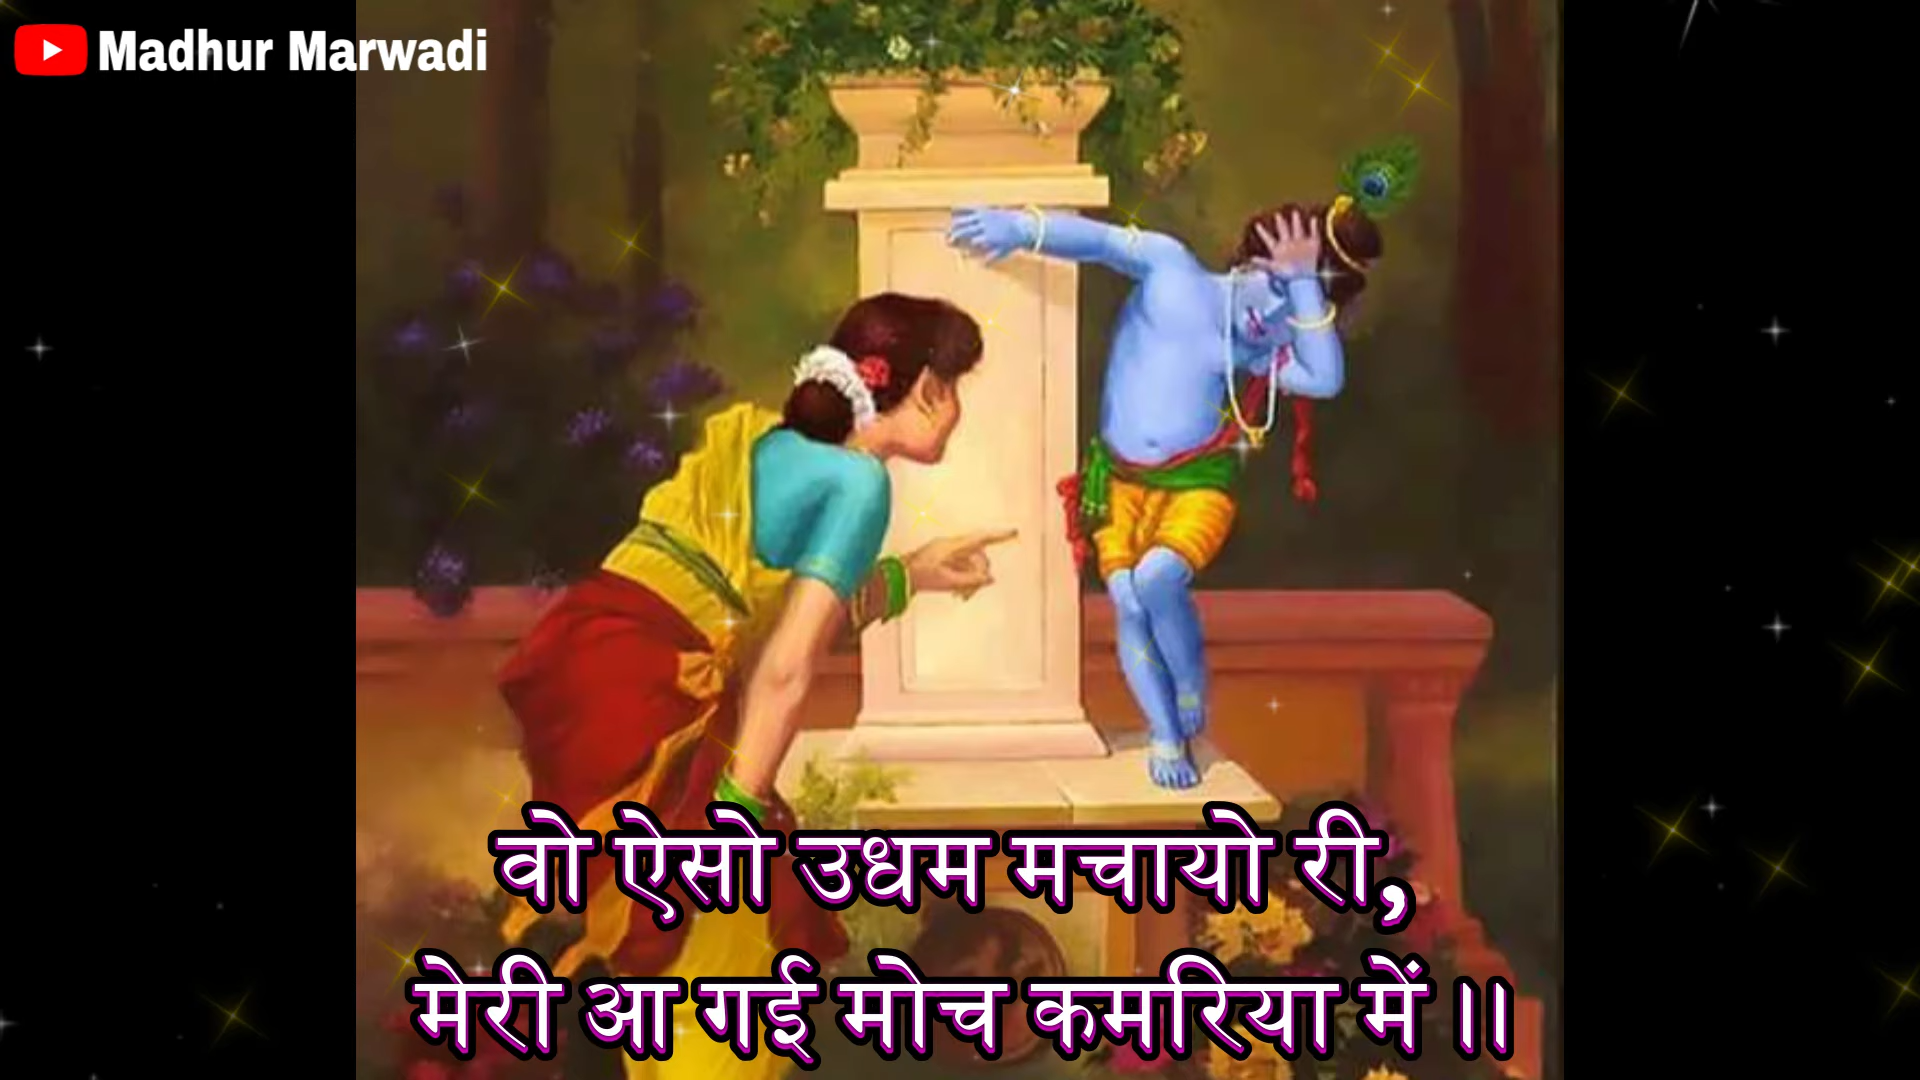 Madhur Marwadi
वो ऐसो उधम मचायो री,
मेरी आ गई मोच कमरिया में ।।